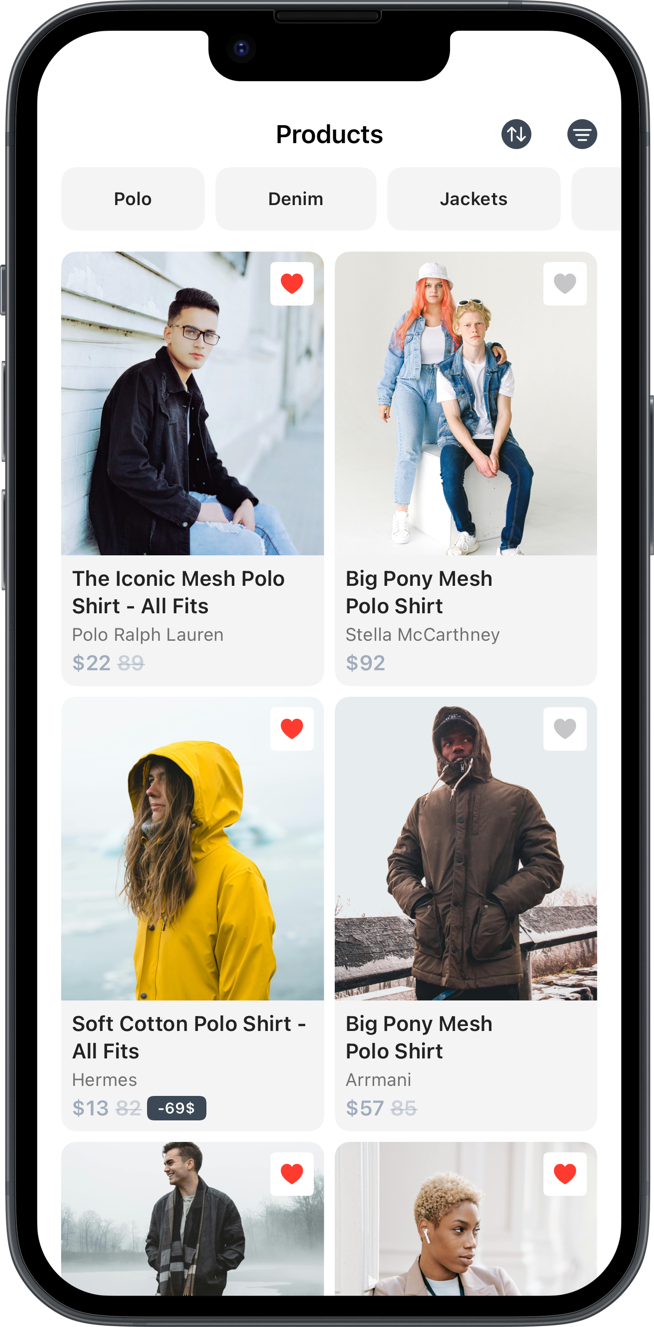 Products
Polo
Denim
Jackets
The Iconic Mesh Polo
Shirt - All Fits
Polo Ralph Lauren
$22 89
Big Pony Mesh
Polo Shirt
Stella McCarthney
$92
Soft Cotton Polo Shirt -
All Fits
Hermes
$13 82 -69$
Big Pony Mesh
Polo Shirt
Arrmani
$57 85